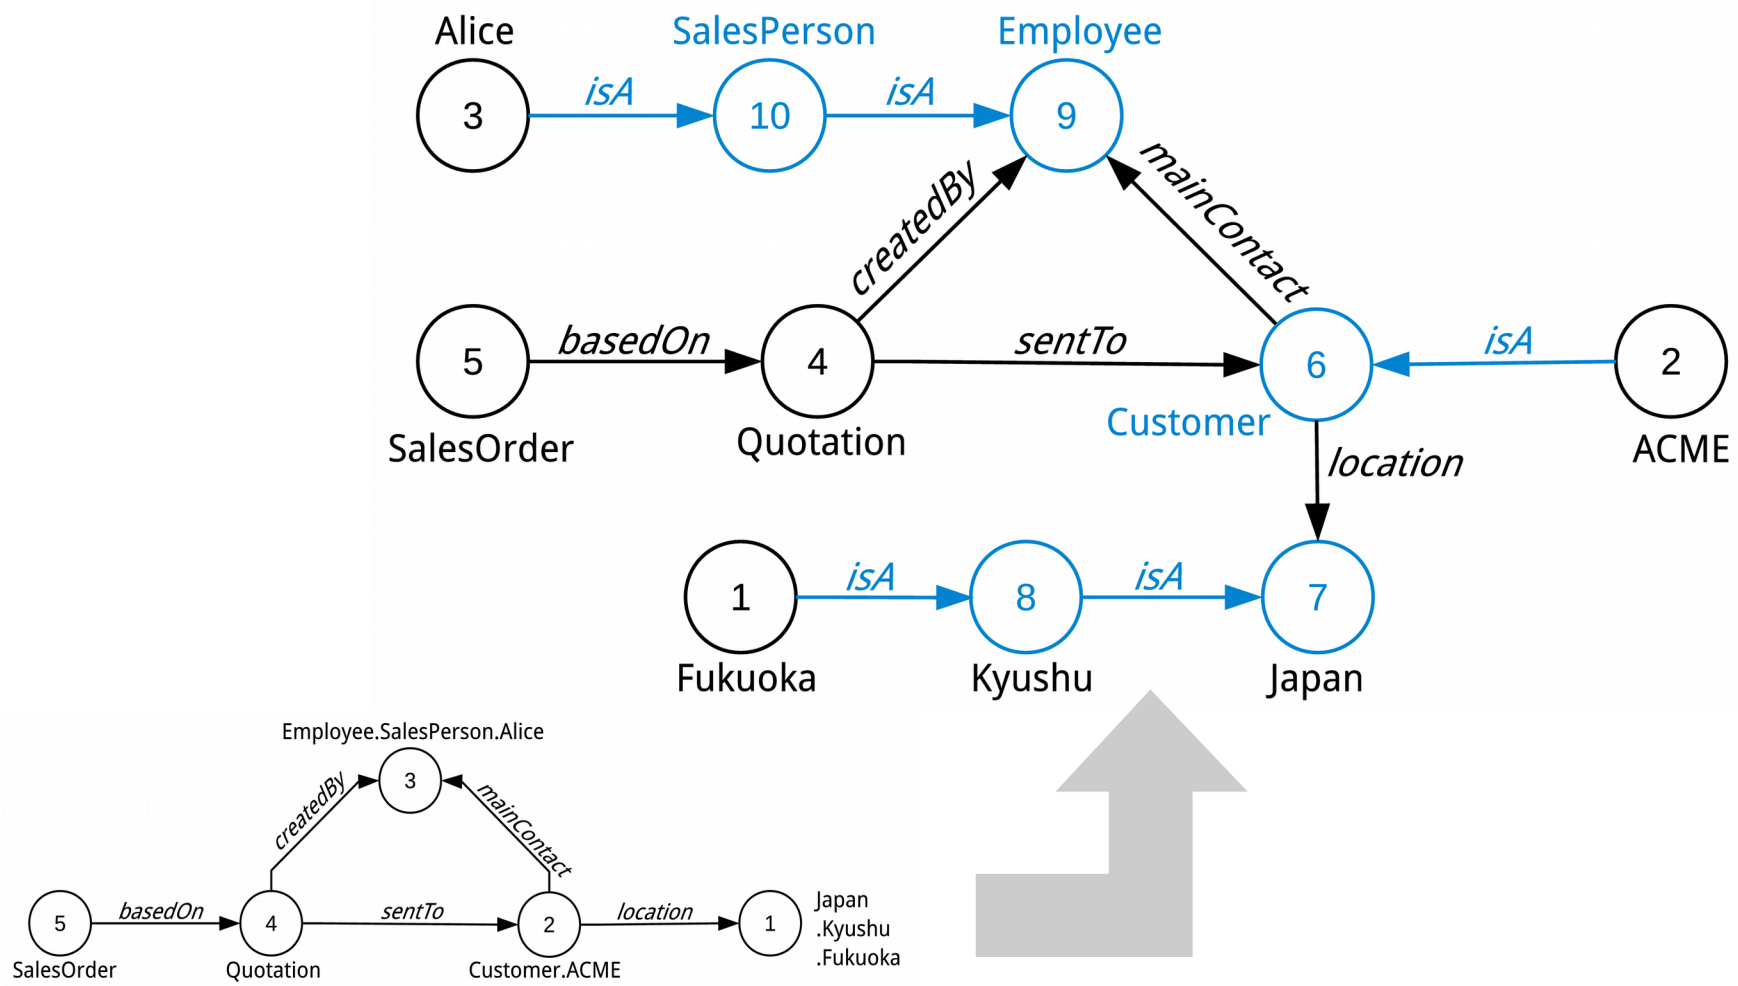 Alice
SalesPerson
Employee
isA
isA
3
10
9
createdBy
mainContact
basedOn
sentTo
isA
5
4
6
2
SalesOrder
Quotation
Customer
ACME
location
isA
isA
1
8
7
Fukuoka
Kyushu
Japan
Employee.SalesPerson.Alice
3
createdBy
mainContact
basedOn
sentTo
location
5
4
2
1
Japan
.Kyushu
.Fukuoka
SalesOrder
Quotation
Customer.ACME